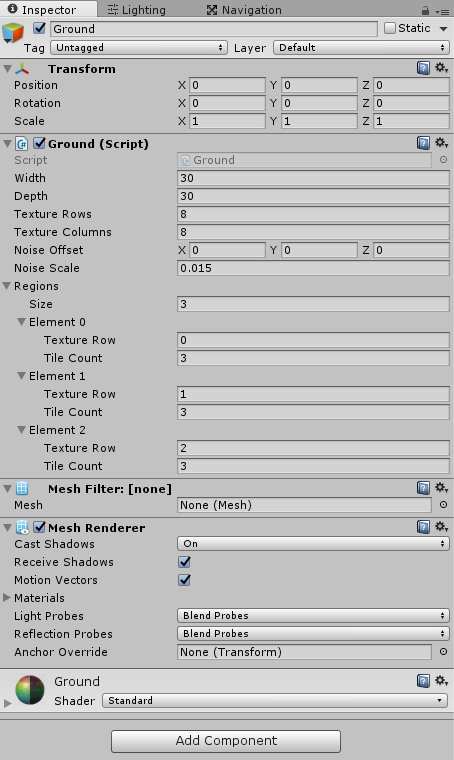 Inspector Lighting Navigation
Ground Static
Tag Untagged Layer Default
Transform
Position X 0 Y 0 Z 0
Rotation X 0 Y 0 Z 0
Scale X 1 Y 1 Z 1
Ground (Script)
Script Ground
Width 30
Depth 30
Texture Rows 8
Texture Columns 8
Noise Offset X 0 Y 0 Z 0
Noise Scale 0.015
Regions
Size 3
Element 0
Texture Row 0
Tile Count 3
Element 1
Texture Row 1
Tile Count 3
Element 2
Texture Row 2
Tile Count 3
Mesh Filter: [none]
Mesh None (Mesh)
Mesh Renderer
Cast Shadows On
Receive Shadows
Motion Vectors
Materials
Light Probes Blend Probes
Reflection Probes Blend Probes
Anchor Override None (Transform)
Ground
Shader Standard
Add Component